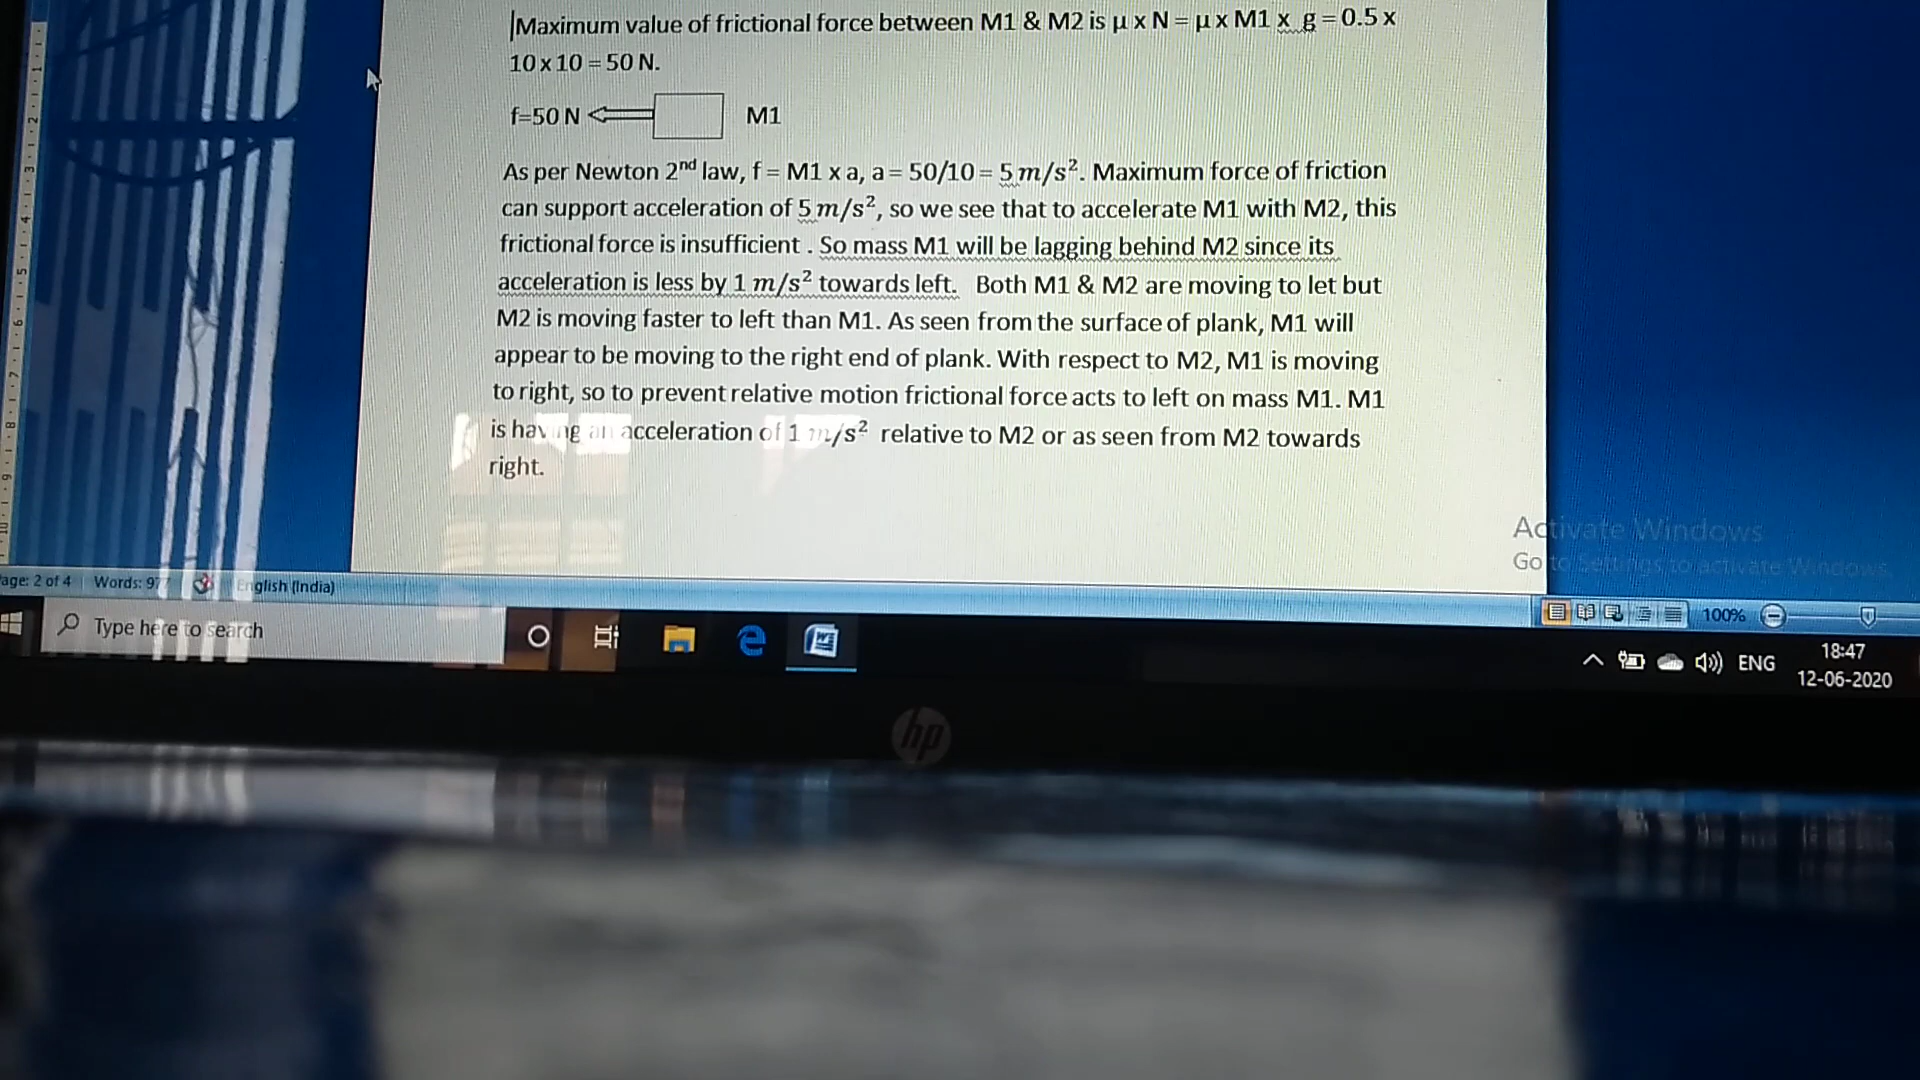 Maximum value of frictional force between M1 & M2 is μ x N = μ x M1 x g = 0.5 x
10 x 10 = 50 N.
f=50 N M1
As per Newton 2nd law, f = M1 x a, a = 50/10 = 5 m/s². Maximum force of friction
can support acceleration of 5 m/s², so we see that to accelerate M1 with M2, this
frictional force is insufficient . So mass M1 will be lagging behind M2 since its
acceleration is less by 1 m/s² towards left. Both M1 & M2 are moving to let but
M2 is moving faster to left than M1. As seen from the surface of plank, M1 will
appear to be moving to the right end of plank. With respect to M2, M1 is moving
to right, so to prevent relative motion frictional force acts to left on mass M1. M1
is having an acceleration of 1 m/s² relative to M2 or as seen from M2 towards
right.
Activate Windows
Go to Settings to activate Windows.
age: 2 of 4 Words: 977 English (India)
100%
Type here to search
ENG
18:47
12-06-2020
hp